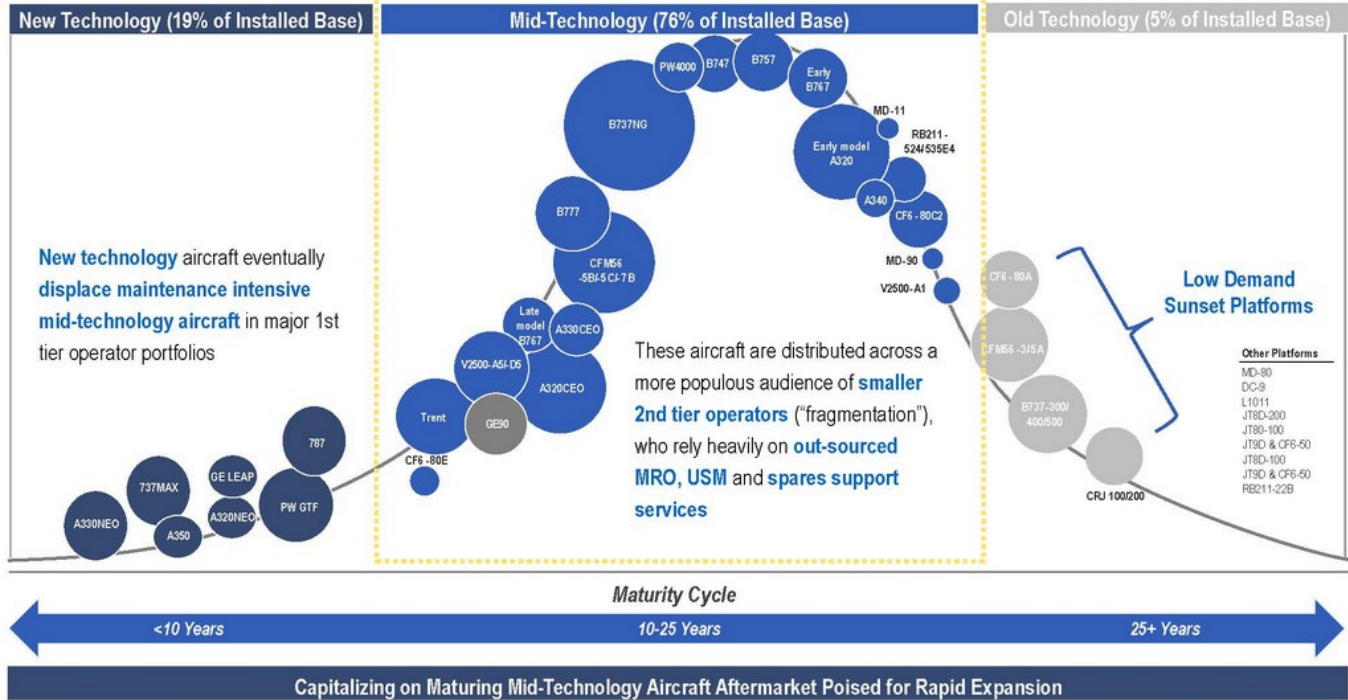 New Technology (19% of Installed Base)
Mid-Technology (76% of Installed Base)
Old Technology (5% of Installed Base)
New technology aircraft eventually
displace maintenance intensive
mid-technology aircraft in major 1st
tier operator portfolios
A330NEO
737MAX
A350
GE LEAP
A320NEO
787
PW GTF
Trent
CF6 -80E
V2500-A5/-D5
GE90
Late
model
B767
A330CEO
A320CEO
CFM56
-5B/-5C/-7B
B777
B737NG
PW4000
B747
B757
Early
B767
MD-11
Early model
A320
RB211 -
524/535E4
A340
CF6 - 80C2
MD-90
V2500-A1
These aircraft are distributed across a
more populous audience of smaller
2nd tier operators (“fragmentation”),
who rely heavily on out-sourced
MRO, USM and spares support
services
CF6 - 80A
CFM56 -3/5A
B737-300/
400/500
CRJ 100/200
Low Demand
Sunset Platforms
Other Platforms
MD-80
DC-9
L1011
JT8D-200
JT80-100
JT9D & CF6-50
JT8D-100
JT9D & CF6-50
RB211-22B
Maturity Cycle
<10 Years
10-25 Years
25+ Years
Capitalizing on Maturing Mid-Technology Aircraft Aftermarket Poised for Rapid Expansion